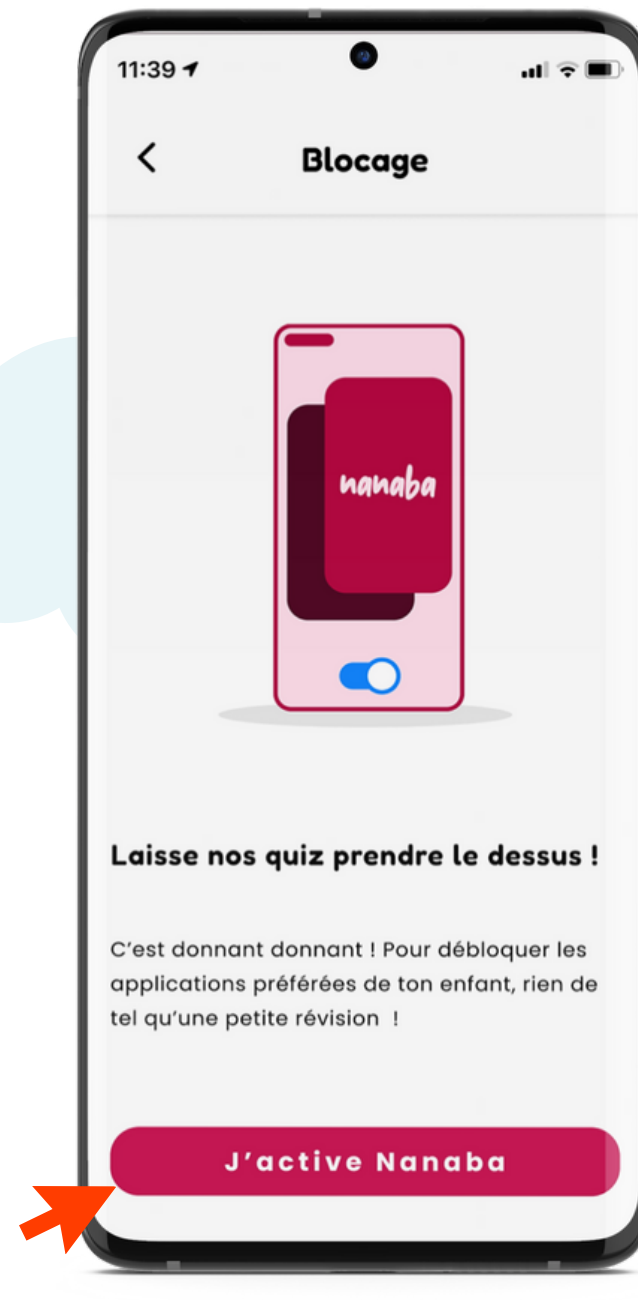 11:39
Blocage
nanaba
Laisse nos quiz prendre le dessus !
C'est donnant donnant ! Pour débloquer les
applications préférées de ton enfant, rien de
tel qu'une petite révision !
J'active Nanaba